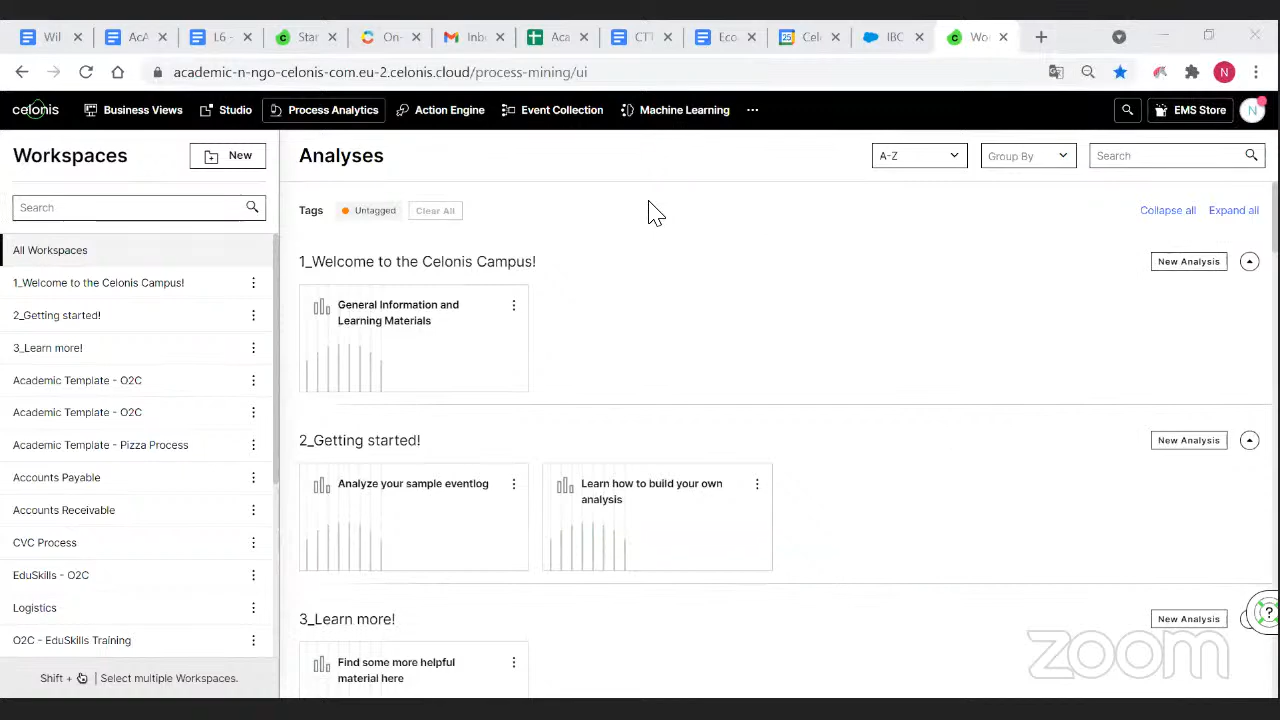 Wil
AcA
L6 -
Star
On-
Inb
Aca
CTT
Eco
Cel
IBC
Wo
academic-n-ngo-celonis-com.eu-2.celonis.cloud/process-mining/ui
N
celonis
Business Views
Studio
Process Analytics
Action Engine
Event Collection
Machine Learning
EMS Store
N
Workspaces
New
Search
All Workspaces
1_Welcome to the Celonis Campus!
2_Getting started!
3_Learn more!
Academic Template - O2C
Academic Template - O2C
Academic Template - Pizza Process
Accounts Payable
Accounts Receivable
CVC Process
EduSkills - O2C
Logistics
O2C - EduSkills Training
Shift + | Select multiple Workspaces.
Analyses
A-Z
Group By
Search
Tags
Untagged
Clear All
Collapse all
Expand all
1_Welcome to the Celonis Campus!
New Analysis
General Information and
Learning Materials
2_Getting started!
New Analysis
Analyze your sample eventlog
Learn how to build your own
analysis
3_Learn more!
New Analysis
Find some more helpful
material here
zoom